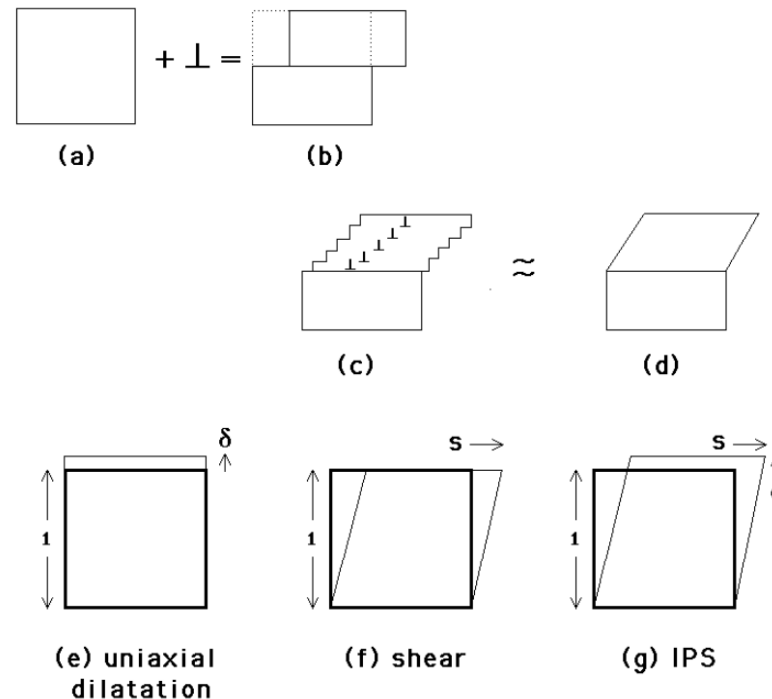 + ⊥ =
(a)
(b)
⊥ ⊥ ⊥ ⊥ ⊥
≈
(c)
(d)
δ
1
S
1
S
1
(e) uniaxial
dilatation
(f) shear
(g) IPS